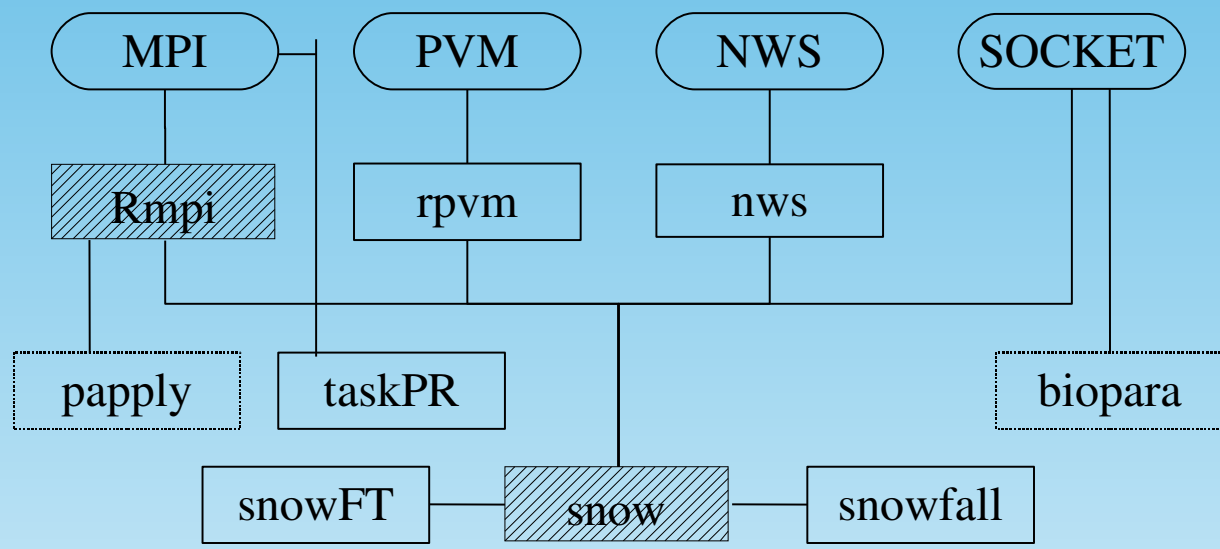 MPI
PVM
NWS
SOCKET
Rmpi
rpvm
nws
papply
taskPR
biopara
snowFT
snow
snowfall